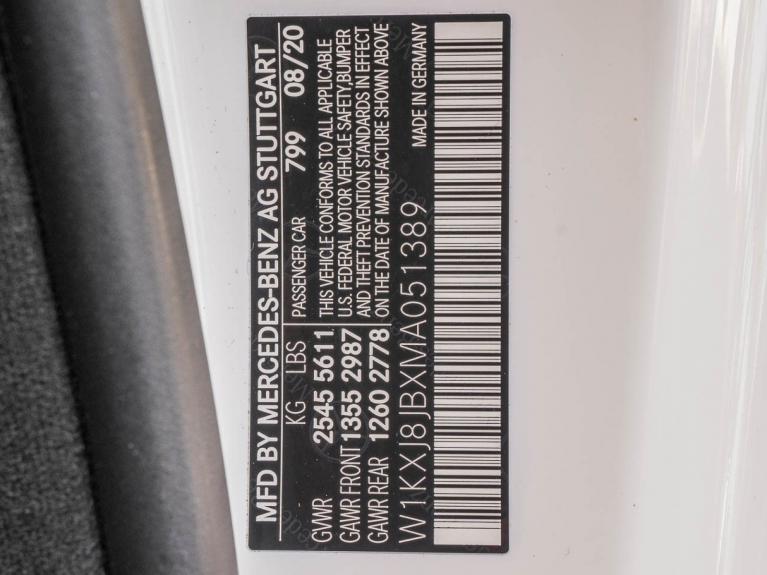 MFD BY MERCEDES-BENZ AG STUTTGART
KG LBS
GVWR 2545 5611
GAWR FRONT 1355 2987
GAWR REAR 1260 2778
PASSENGER CAR 799 08/20
THIS VEHICLE CONFORMS TO ALL APPLICABLE
U.S. FEDERAL MOTOR VEHICLE SAFETY, BUMPER
AND THEFT PREVENTION STANDARDS IN EFFECT
ON THE DATE OF MANUFACTURE SHOWN ABOVE
W1KXJ8JBXMA051389 MADE IN GERMANY